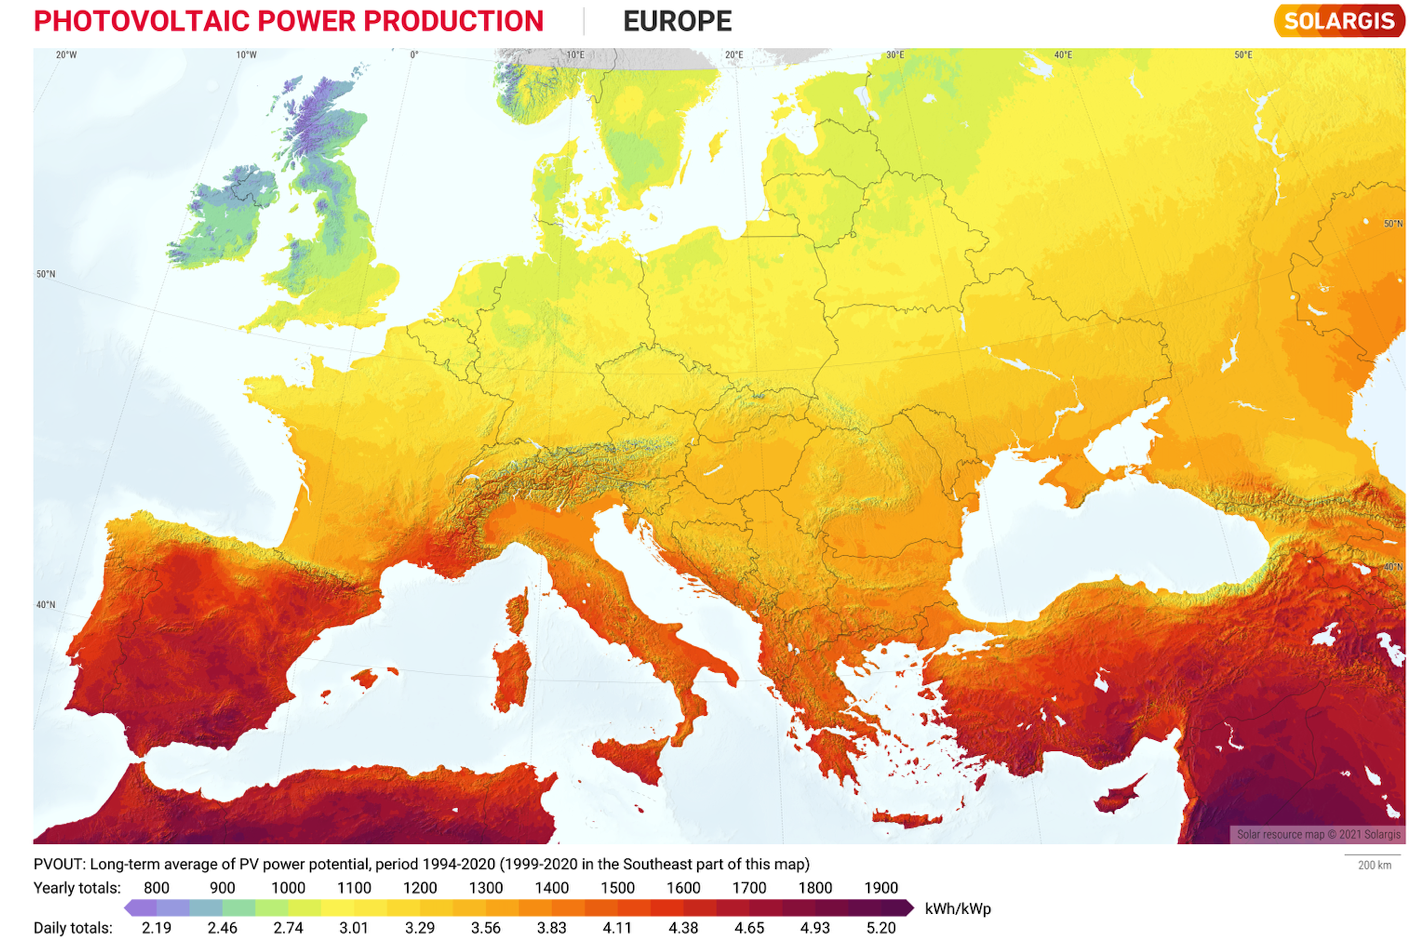 PHOTOVOLTAIC POWER PRODUCTION EUROPE SOLARGIS
20°W 10°W 0° 10°E 20°E 30°E 40°E 50°E
50°N
50°N
40°N
40°N
Solar resource map © 2021 Solargis
PVOUT: Long-term average of PV power potential, period 1994-2020 (1999-2020 in the Southeast part of this map)
200 km
Yearly totals: 800 900 1000 1100 1200 1300 1400 1500 1600 1700 1800 1900
kWh/kWp
Daily totals: 2.19 2.46 2.74 3.01 3.29 3.56 3.83 4.11 4.38 4.65 4.93 5.20